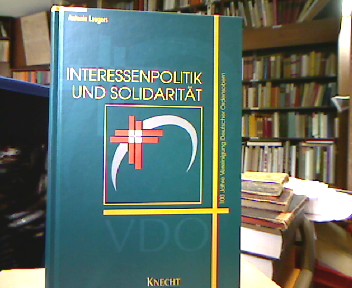 INTERESSENPOLITIK
UND SOLIDARITÄT
100 Jahre Vereinigung Deutscher Ordensobern
VDO
KNECHT